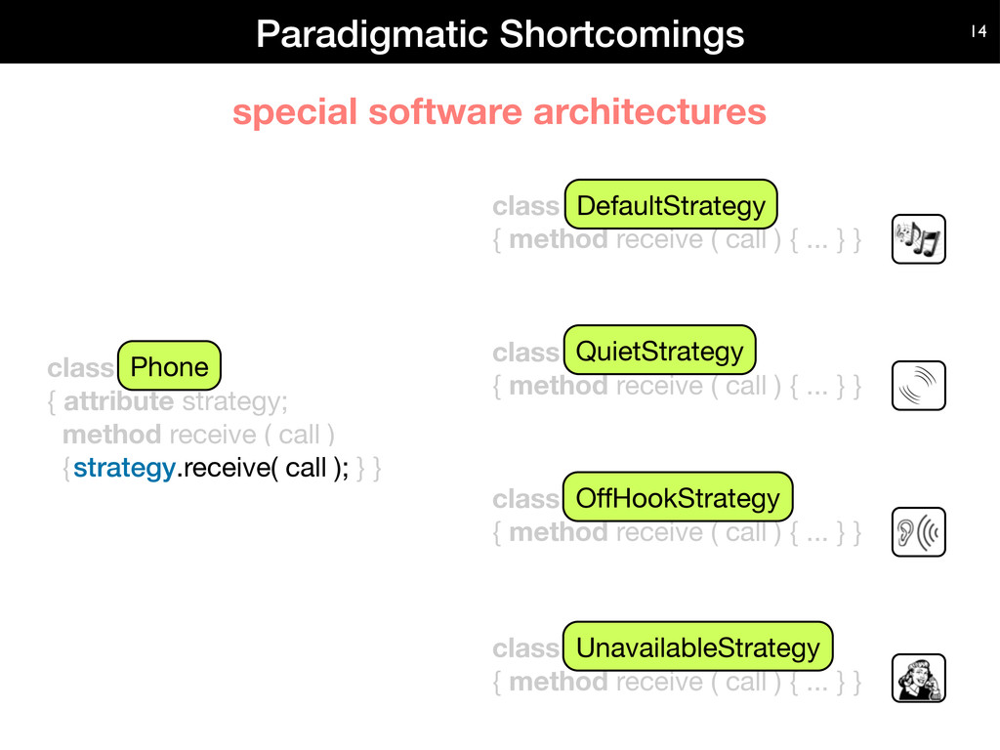 Paradigmatic Shortcomings
14
special software architectures
class Phone
{ attribute strategy;
method receive ( call )
{ strategy.receive( call ); } }
class DefaultStrategy
{ method receive ( call ) { ... } }
class QuietStrategy
{ method receive ( call ) { ... } }
class OffHookStrategy
{ method receive ( call ) { ... } }
class UnavailableStrategy
{ method receive ( call ) { ... } }